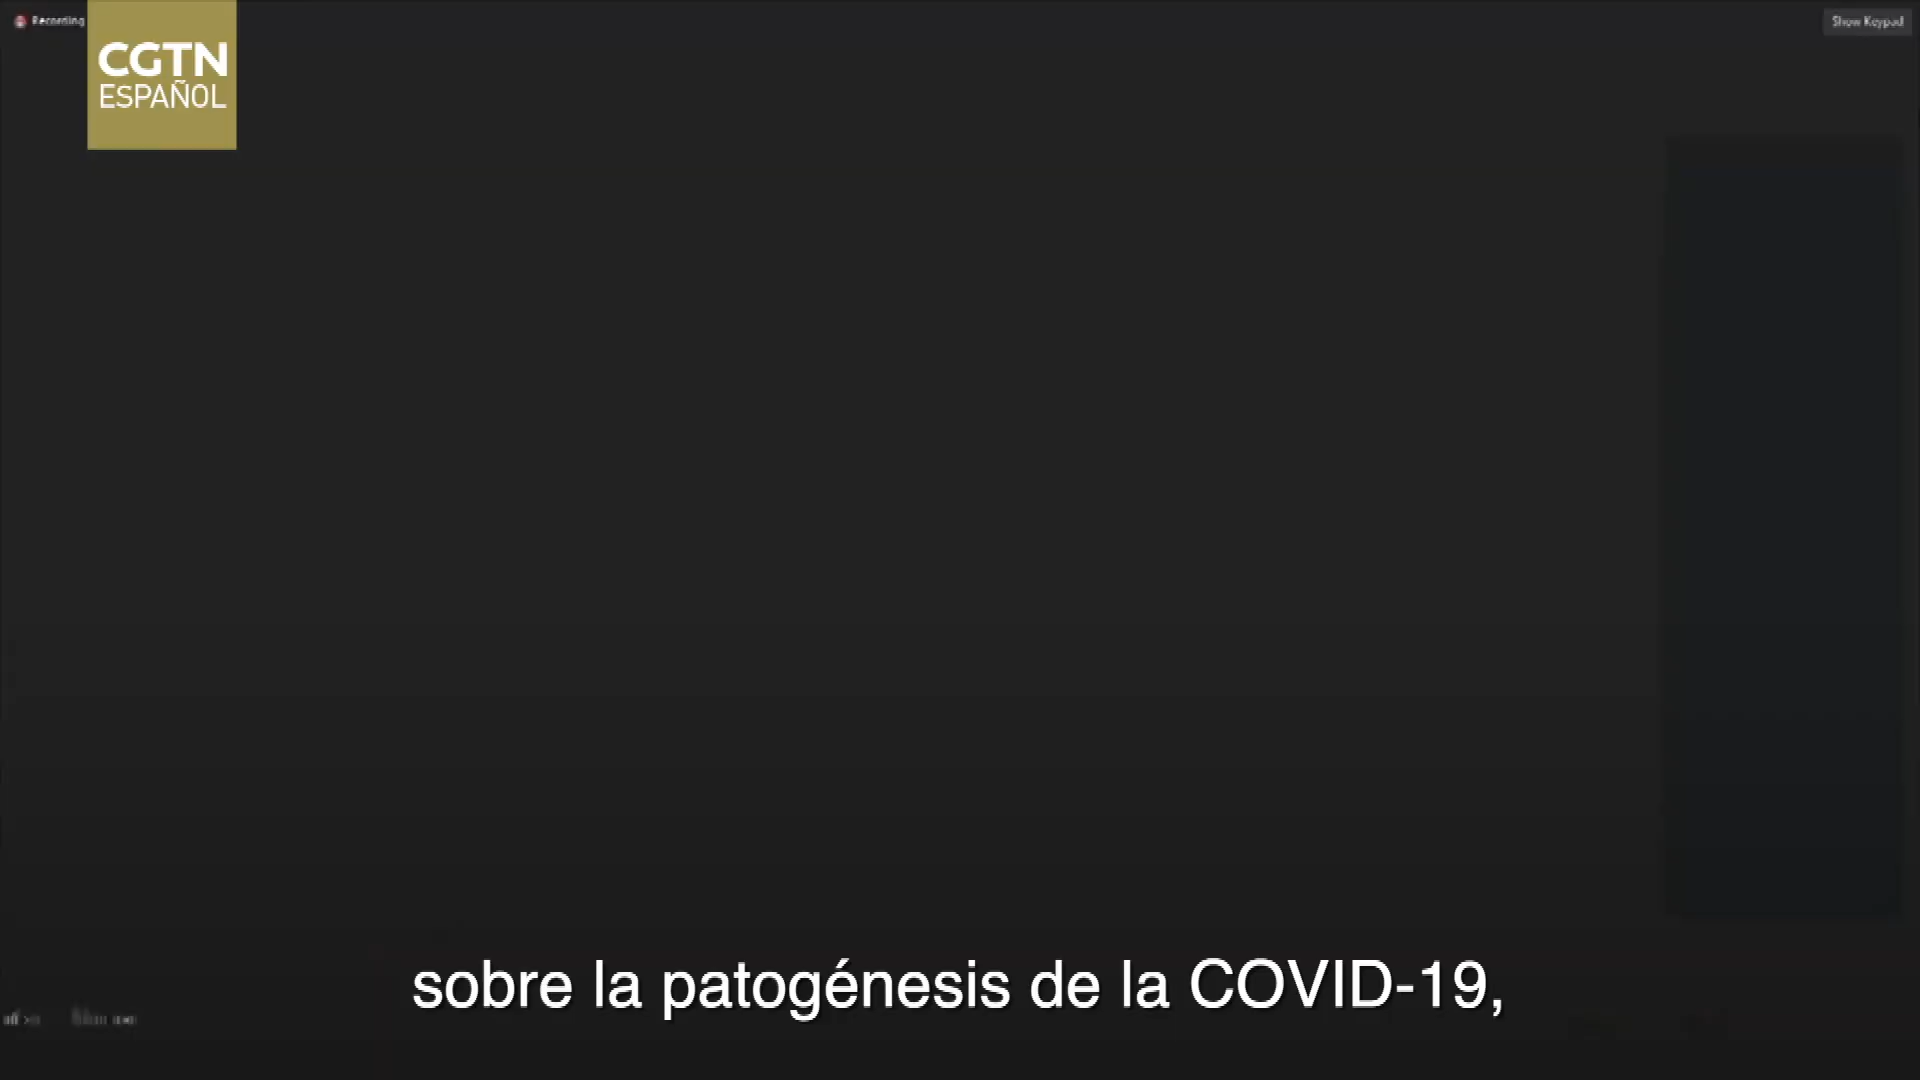 Recording
Show Keypad
CGTN
ESPAÑOL
sobre la patogénesis de la COVID-19,